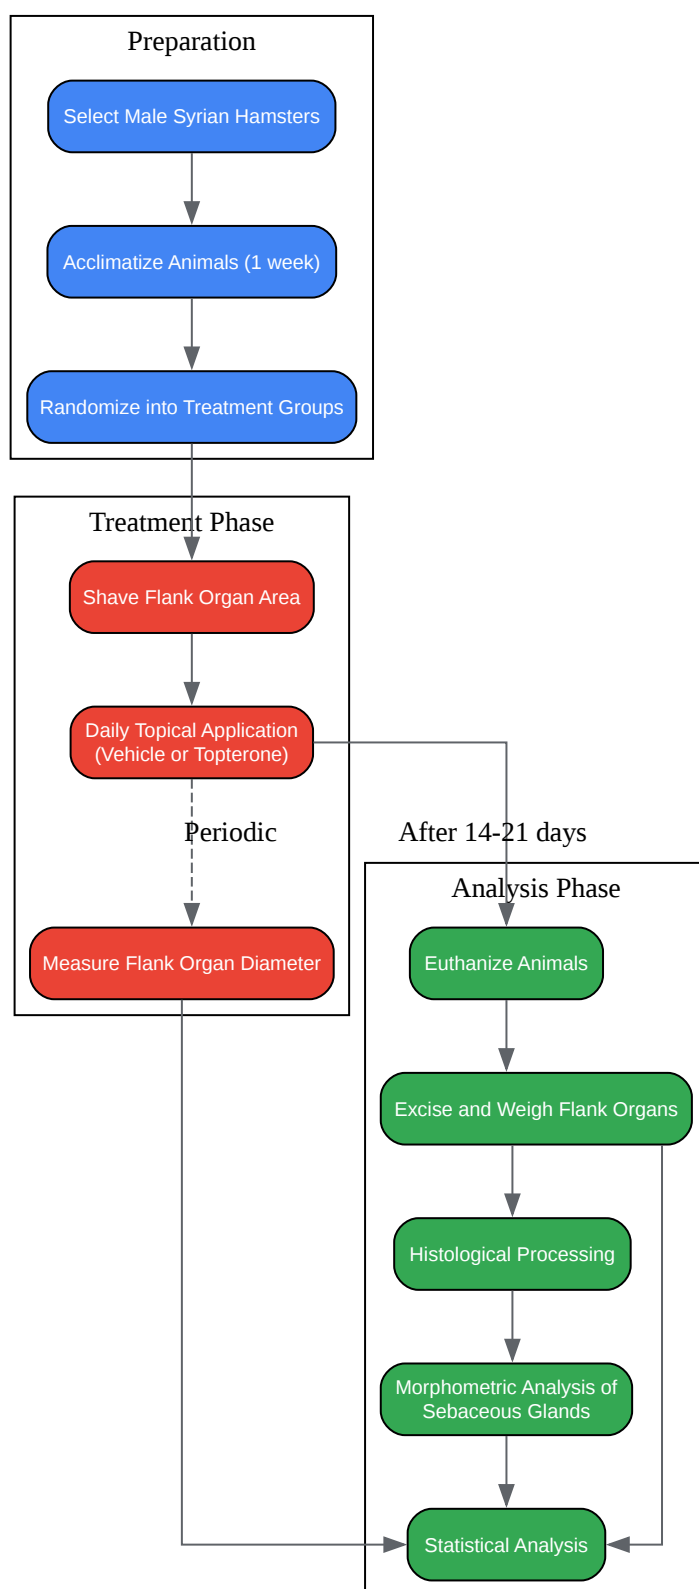 Preparation
Select Male Syrian Hamsters
Acclimatize Animals (1 week)
Randomize into Treatment Groups
Treatment Phase
Shave Flank Organ Area
Daily Topical Application
(Vehicle or Topterone)
Periodic
After 14-21 days
Analysis Phase
Measure Flank Organ Diameter
Euthanize Animals
Excise and Weigh Flank Organs
Histological Processing
Morphometric Analysis of
Sebaceous Glands
Statistical Analysis